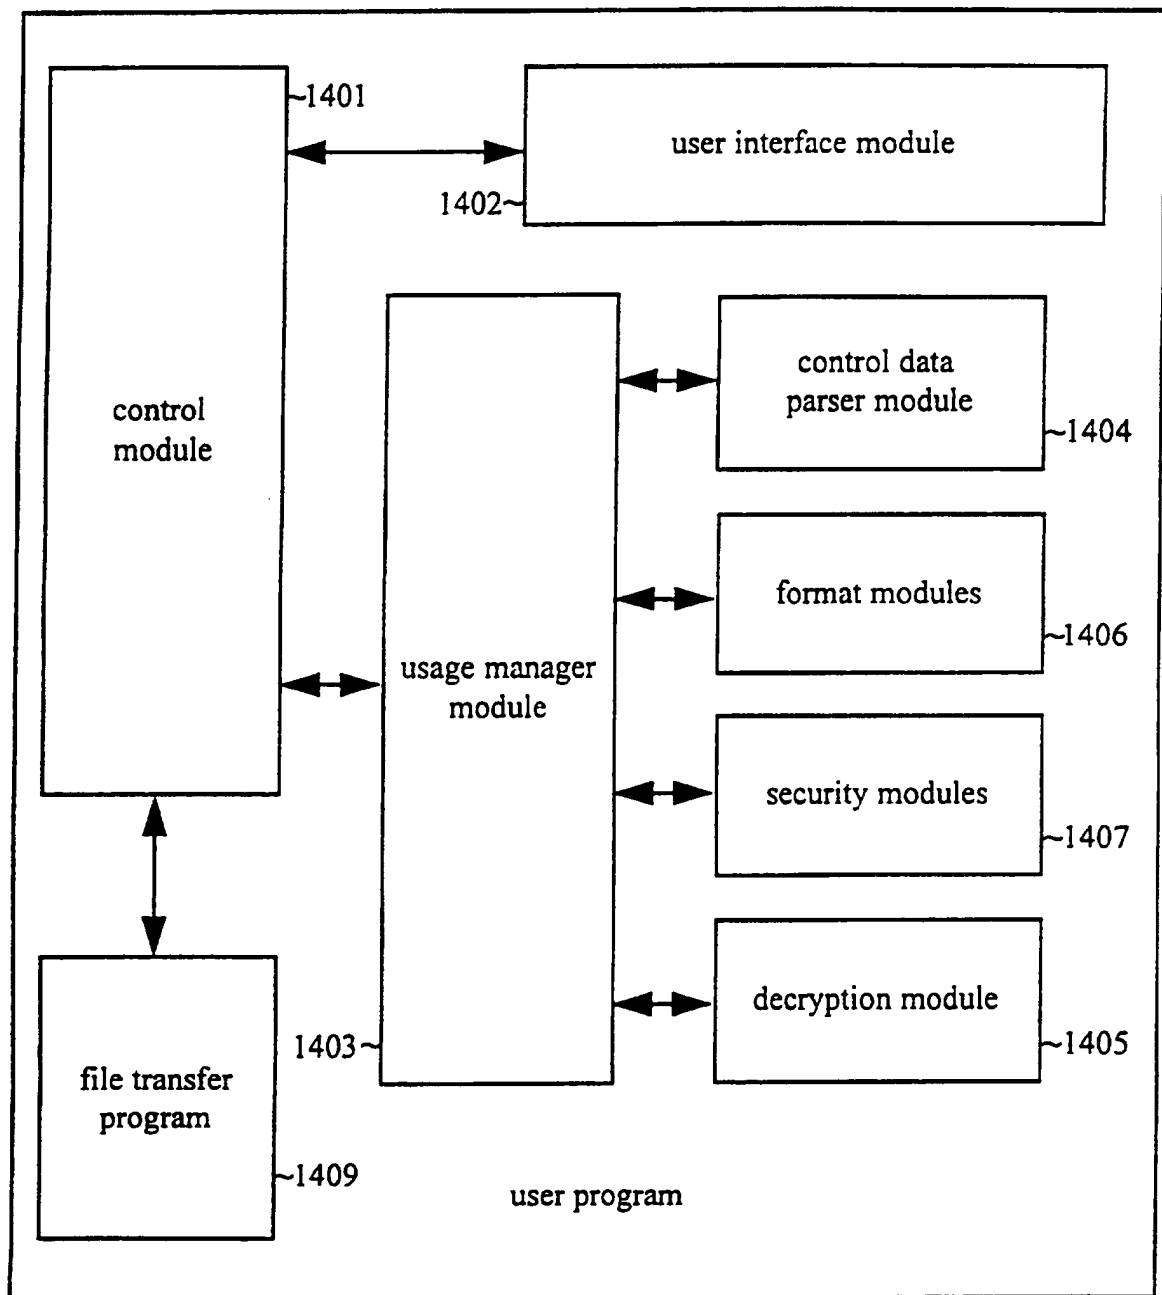 ~1401
user interface module
1402~
control data
parser module
~1404
control
module
format modules
~1406
usage manager
module
security modules
~1407
decryption module
~1405
1403~
file transfer
program
~1409
user program